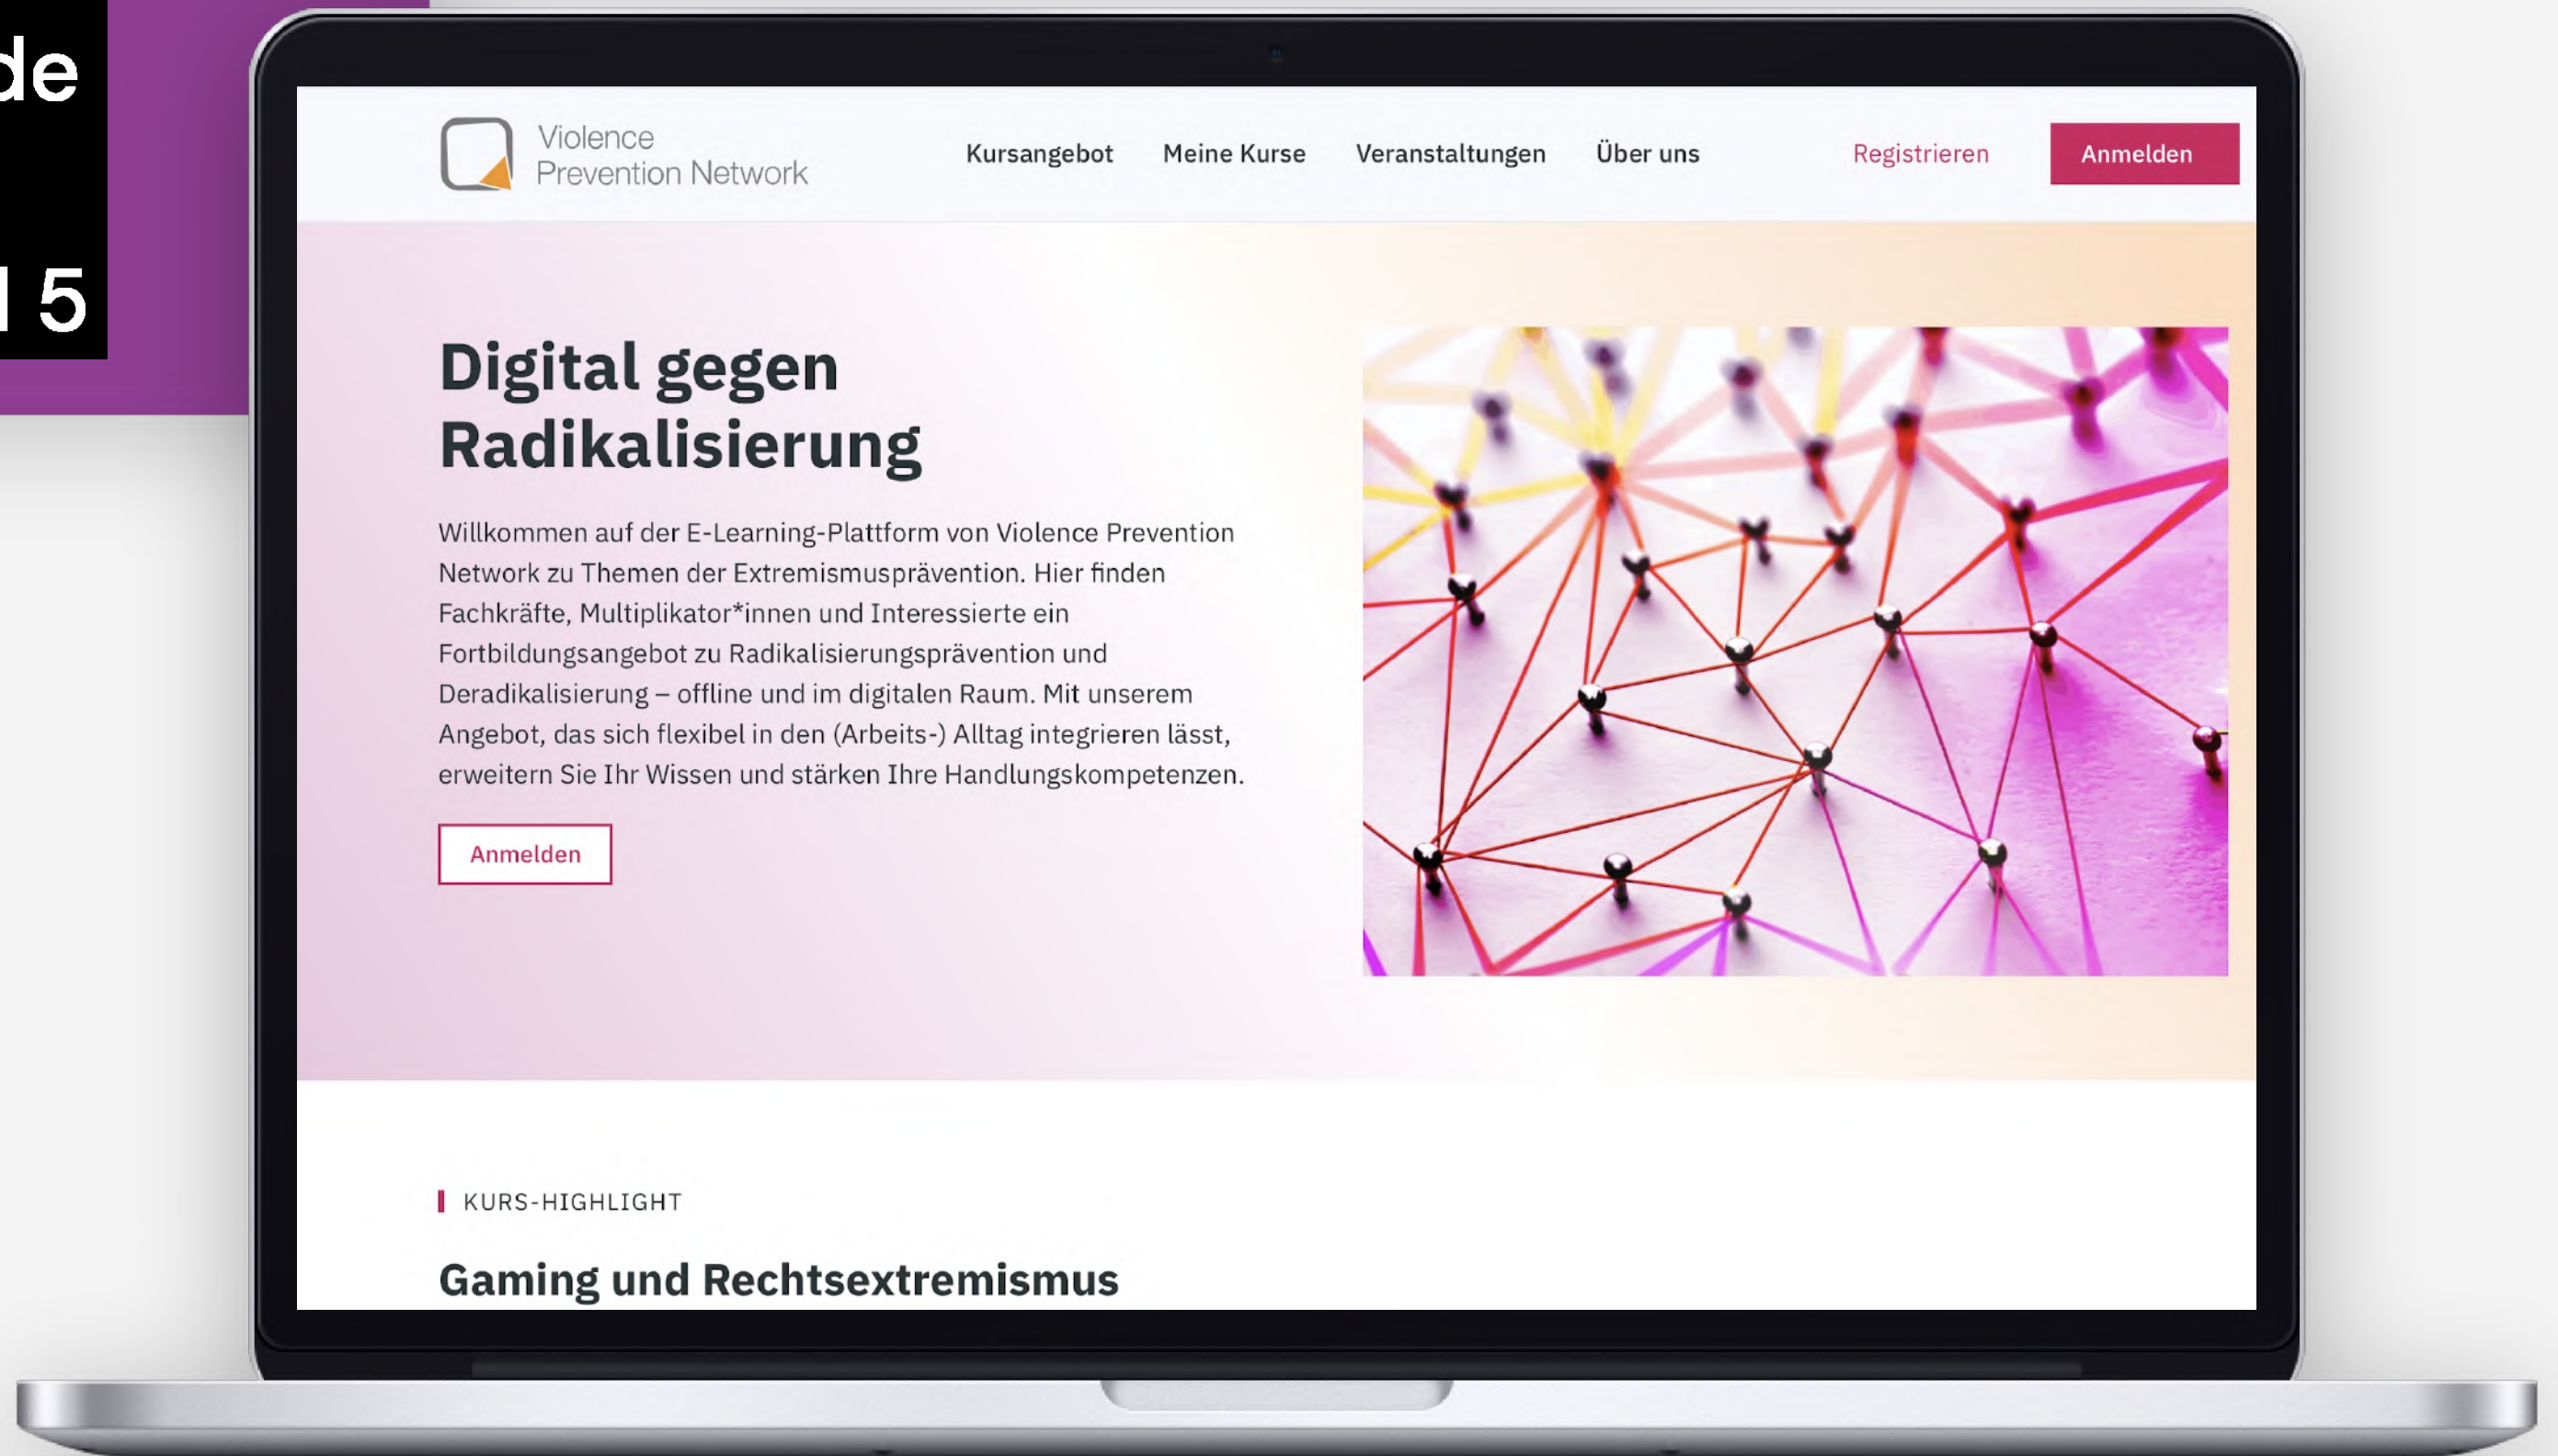 de
5
Violence
Prevention Network
Kursangebot Meine Kurse Veranstaltungen Über uns Registrieren Anmelden
Digital gegen
Radikalisierung
Willkommen auf der E-Learning-Plattform von Violence Prevention
Network zu Themen der Extremismusprävention. Hier finden
Fachkräfte, Multiplikator*innen und Interessierte ein
Fortbildungsangebot zu Radikalisierungsprävention und
Deradikalisierung – offline und im digitalen Raum. Mit unserem
Angebot, das sich flexibel in den (Arbeits-) Alltag integrieren lässt,
erweitern Sie Ihr Wissen und stärken Ihre Handlungskompetenzen.
Anmelden
KURS-HIGHLIGHT
Gaming und Rechtsextremismus